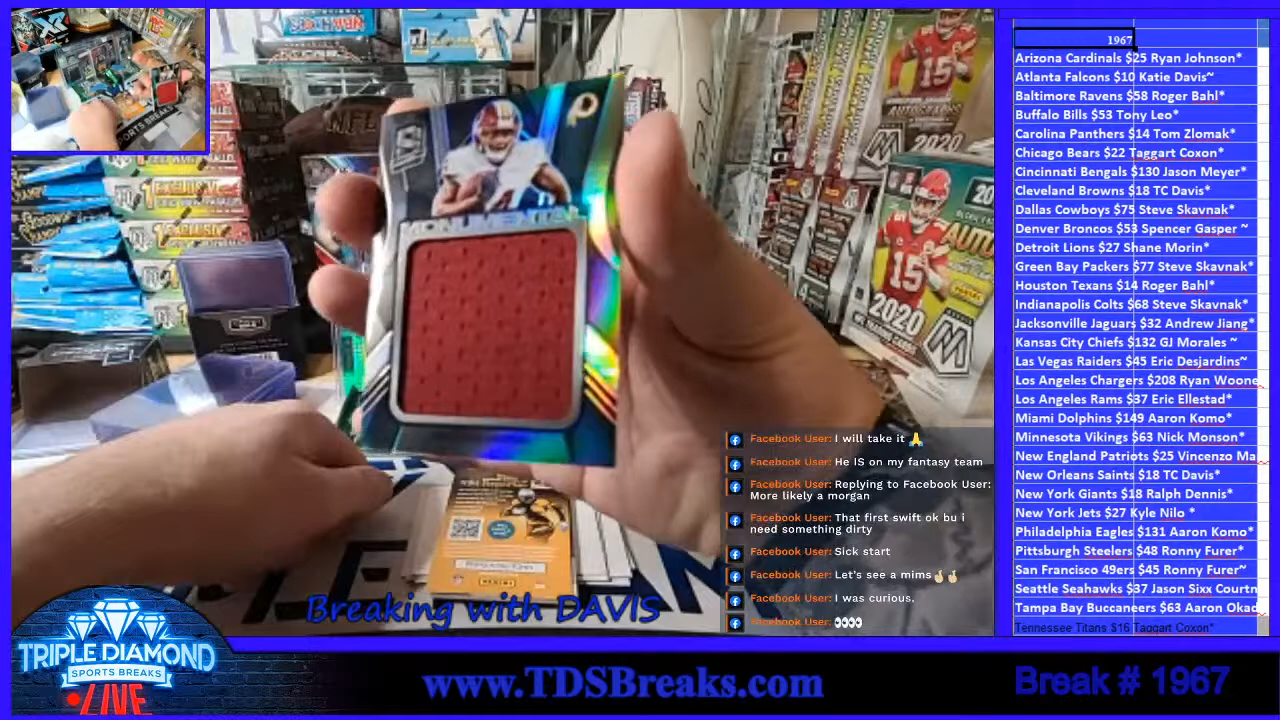 1967
Arizona Cardinals $25 Ryan Johnson*
Atlanta Falcons $10 Katie Davis~
Baltimore Ravens $58 Roger Bahl*
Buffalo Bills $53 Tony Leo*
Carolina Panthers $14 Tom Zlomak*
Chicago Bears $22 Taggart Coxon*
Cincinnati Bengals $130 Jason Meyer*
Cleveland Browns $18 TC Davis*
Dallas Cowboys $75 Steve Skavnak*
Denver Broncos $53 Spencer Gasper ~
Detroit Lions $27 Shane Morin*
Green Bay Packers $77 Steve Skavnak*
Houston Texans $14 Roger Bahl*
Indianapolis Colts $68 Steve Skavnak*
Jacksonville Jaguars $32 Andrew Jiang*
Kansas City Chiefs $132 GJ Morales ~
Las Vegas Raiders $45 Eric Desjardins~
Los Angeles Chargers $208 Ryan Woone
Los Angeles Rams $37 Eric Ellestad*
Miami Dolphins $149 Aaron Komo*
Minnesota Vikings $63 Nick Monson*
New England Patriots $25 Vincenzo Ma
New Orleans Saints $18 TC Davis*
New York Giants $18 Ralph Dennis*
New York Jets $27 Kyle Nilo *
Philadelphia Eagles $131 Aaron Komo*
Pittsburgh Steelers $48 Ronny Furer*
San Francisco 49ers $45 Ronny Furer~
Seattle Seahawks $37 Jason Sixx Courtn
Tampa Bay Buccaneers $63 Aaron Okad
Tennessee Titans $16 Taggart Coxon*
MONUMENTAL
15
AUTOGRAPHS
2020
20
AUTO
15
2020
TRADING CARDS
PANINI
Facebook User: I will take it 🙏
Facebook User: He IS on my fantasy team
Facebook User: Replying to Facebook User:
More likely a morgan
Facebook User: That first swift ok bu i
need something dirty
Facebook User: Sick start
Facebook User: Let's see a mims🤞🏼🤞🏼
Facebook User: I was curious.
Facebook User: 👀👀
Breaking with DAVIS
TRIPLE DIAMOND
SPORTS BREAKS
LIVE
www.TDSBreaks.com
Break # 1967